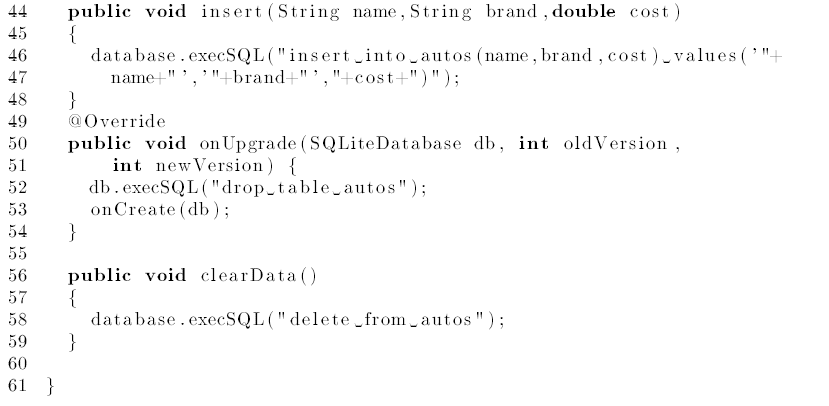 44 public void insert(String name,String brand,double cost)
45 {
46 database.execSQL("insert␣into␣autos(name,brand,cost)␣values('"+
47 name+"','"+brand+"',"+cost+")");
48 }
49 @Override
50 public void onUpgrade(SQLiteDatabase db, int oldVersion,
51 int newVersion) {
52 db.execSQL("drop␣table␣autos");
53 onCreate(db);
54 }
55
56 public void clearData()
57 {
58 database.execSQL("delete␣from␣autos");
59 }
60
61 }